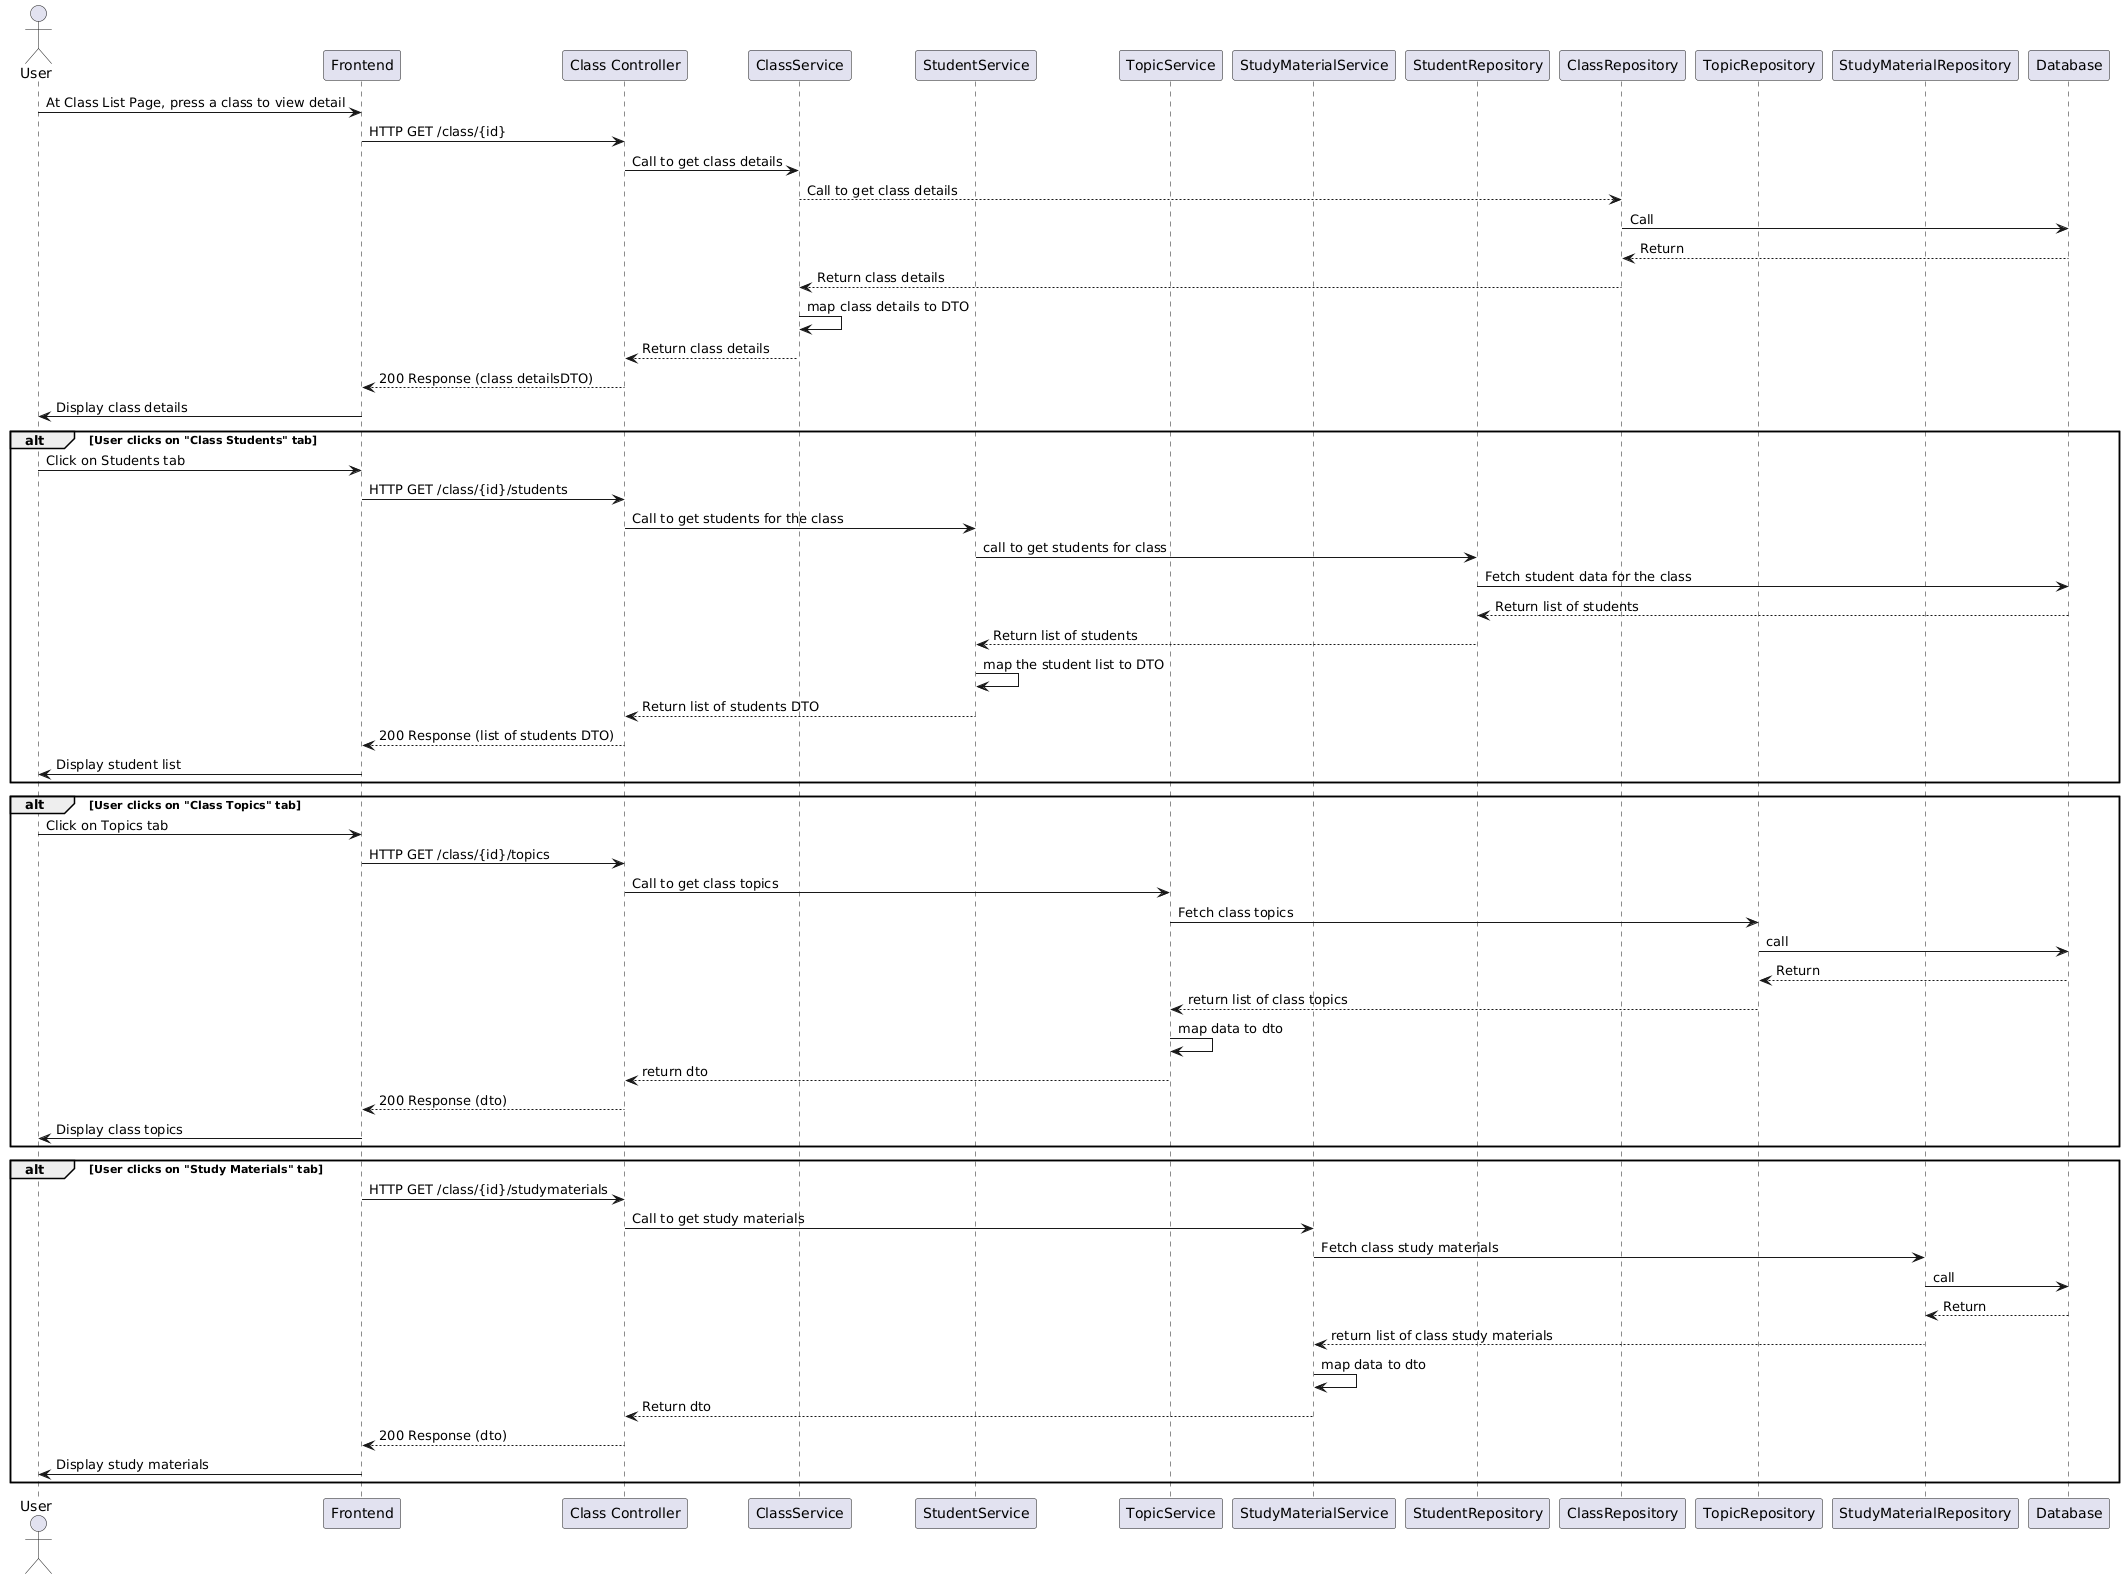 User
Frontend
Class Controller
ClassService
StudentService
TopicService
StudyMaterialService
StudentRepository
ClassRepository
TopicRepository
StudyMaterialRepository
Database
At Class List Page, press a class to view detail
HTTP GET /class/{id}
Call to get class details
Call to get class details
Call
Return
Return class details
map class details to DTO
Return class details
200 Response (class detailsDTO)
Display class details
alt [User clicks on "Class Students" tab]
Click on Students tab
HTTP GET /class/{id}/students
Call to get students for the class
call to get students for class
Fetch student data for the class
Return list of students
Return list of students
map the student list to DTO
Return list of students DTO
200 Response (list of students DTO)
Display student list
alt [User clicks on "Class Topics" tab]
Click on Topics tab
HTTP GET /class/{id}/topics
Call to get class topics
Fetch class topics
call
Return
return list of class topics
map data to dto
return dto
200 Response (dto)
Display class topics
alt [User clicks on "Study Materials" tab]
HTTP GET /class/{id}/studymaterials
Call to get study materials
Fetch class study materials
call
Return
return list of class study materials
map data to dto
Return dto
200 Response (dto)
Display study materials
User
Frontend
Class Controller
ClassService
StudentService
TopicService
StudyMaterialService
StudentRepository
ClassRepository
TopicRepository
StudyMaterialRepository
Database